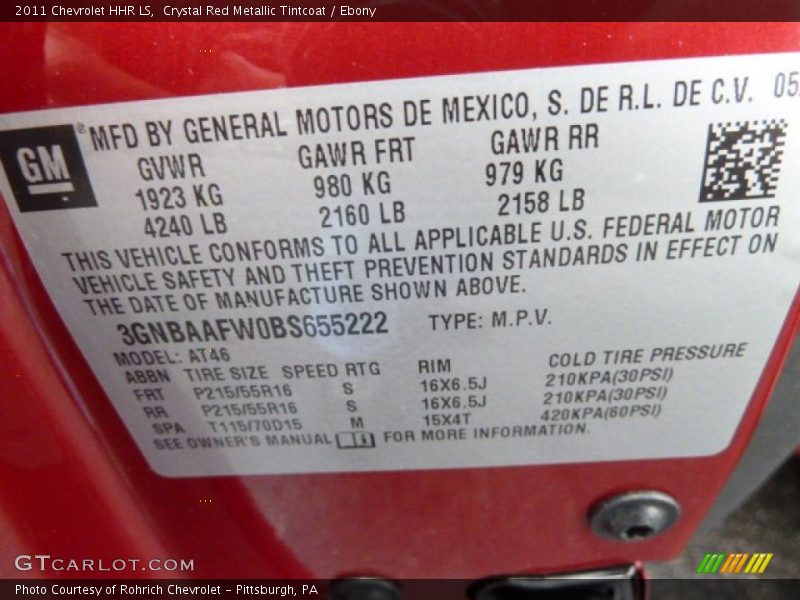 2011 Chevrolet HHR LS, Crystal Red Metallic Tintcoat / Ebony
MFD BY GENERAL MOTORS DE MEXICO, S. DE R.L. DE C.V. 05
GM
GVWR GAWR FRT GAWR RR
1923 KG 980 KG 979 KG
4240 LB 2160 LB 2158 LB
THIS VEHICLE CONFORMS TO ALL APPLICABLE U.S. FEDERAL MOTOR
VEHICLE SAFETY AND THEFT PREVENTION STANDARDS IN EFFECT ON
THE DATE OF MANUFACTURE SHOWN ABOVE.
3GNBAAFW0BS655222 TYPE: M.P.V.
MODEL: AT46
ABBN TIRE SIZE SPEED RTG RIM COLD TIRE PRESSURE
FRT P215/55R16 S 16X6.5J 210KPA(30PSI)
RR P215/55R16 S 16X6.5J 210KPA(30PSI)
SPA T115/70D15 M 15X4T 420KPA(60PSI)
SEE OWNER'S MANUAL FOR MORE INFORMATION.
GTCARLOT.COM
Photo Courtesy of Rohrich Chevrolet - Pittsburgh, PA